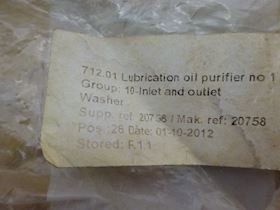 712.01 Lubrication oil purifier no 1
Group: 10-Inlet and outlet
Washer
Supp. ref: 20758 / Mak. ref: 20758
Pos.: 26 Date: 01-10-2012
Stored: F.1.1